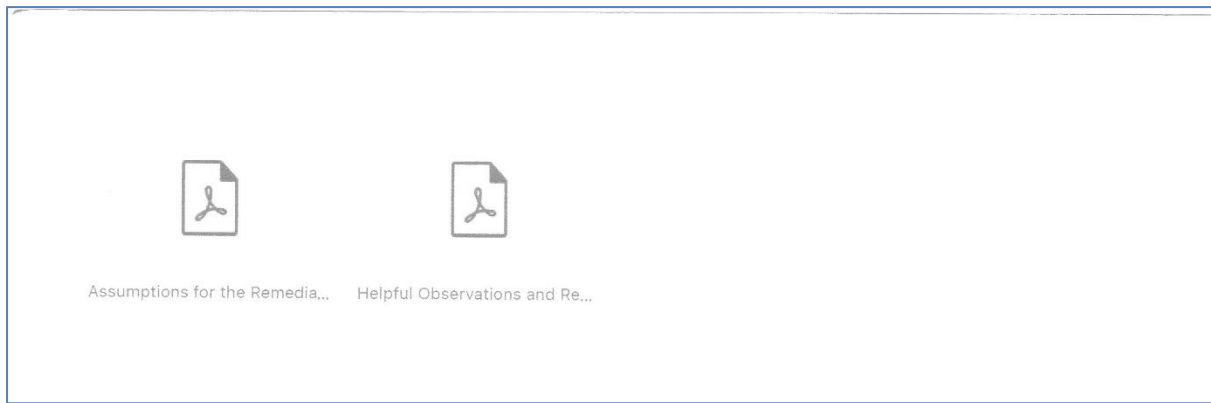 Assumptions for the Remedia...
Helpful Observations and Re...